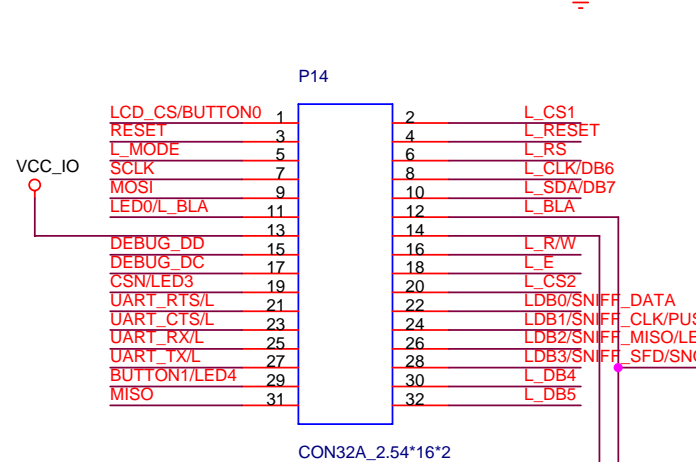 P14
LCD_CS/BUTTON0 1 2 L_CS1
RESET 3 4 L_RESET
L_MODE 5 6 L_RS
VCC_IO
SCLK 7 8 L_CLK/DB6
MOSI 9 10 L_SDA/DB7
LED0/L_BLA 11 12 L_BLA
13 14
DEBUG_DD 15 16 L_R/W
DEBUG_DC 17 18 L_E
CSN/LED3 19 20 L_CS2
UART_RTS/L 21 22 LDB0/SNIFF_DATA
UART_CTS/L 23 24 LDB1/SNIFF_CLK/PUS
UART_RX/L 25 26 LDB2/SNIFF_MISO/LE
UART_TX/L 27 28 LDB3/SNIFF_SFD/SNO
BUTTON1/LED4 29 30 L_DB4
MISO 31 32 L_DB5
CON32A_2.54*16*2